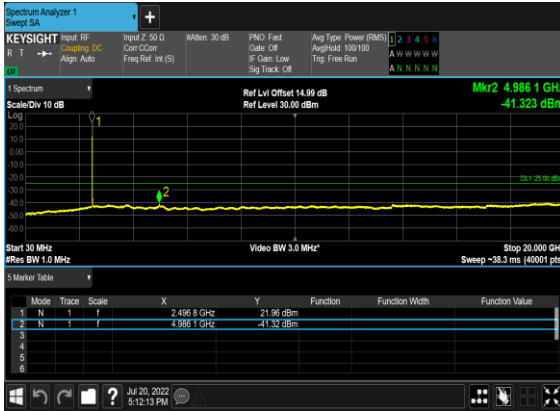 Spectrum Analyzer 1
Swept SA
+
KEYSIGHT Input: RF Input Z: 50 Ω #Atten: 30 dB PNO: Fast Avg Type: Power (RMS) 1 2 3 4 5 6
R T Coupling: DC Corr CCorr Gate: Off Avg|Hold: 100/100 A W W W W W
Align: Auto Freq Ref: Int (S) IF Gain: Low Trig: Free Run
Sig Track: Off A N N N N N
1 Spectrum Ref Lvl Offset 14.99 dB Mkr2 4.986 1 GHz
Scale/Div 10 dB Ref Level 30.00 dBm -41.323 dBm
Log
20.0 1
10.0
0.00
-10.0
-20.0 DL1 -25.00 dBm
-30.0
-40.0 2
-50.0
-60.0
Start 30 MHz Video BW 3.0 MHz* Stop 20.000 GH
#Res BW 1.0 MHz Sweep ~38.3 ms (40001 pts
5 Marker Table
Mode Trace Scale X Y Function Function Width Function Value
1 N 1 f 2.496 8 GHz 21.96 dBm
2 N 1 f 4.986 1 GHz -41.32 dBm
3
4
5
6
? Jul 20, 2022
5:12:13 PM